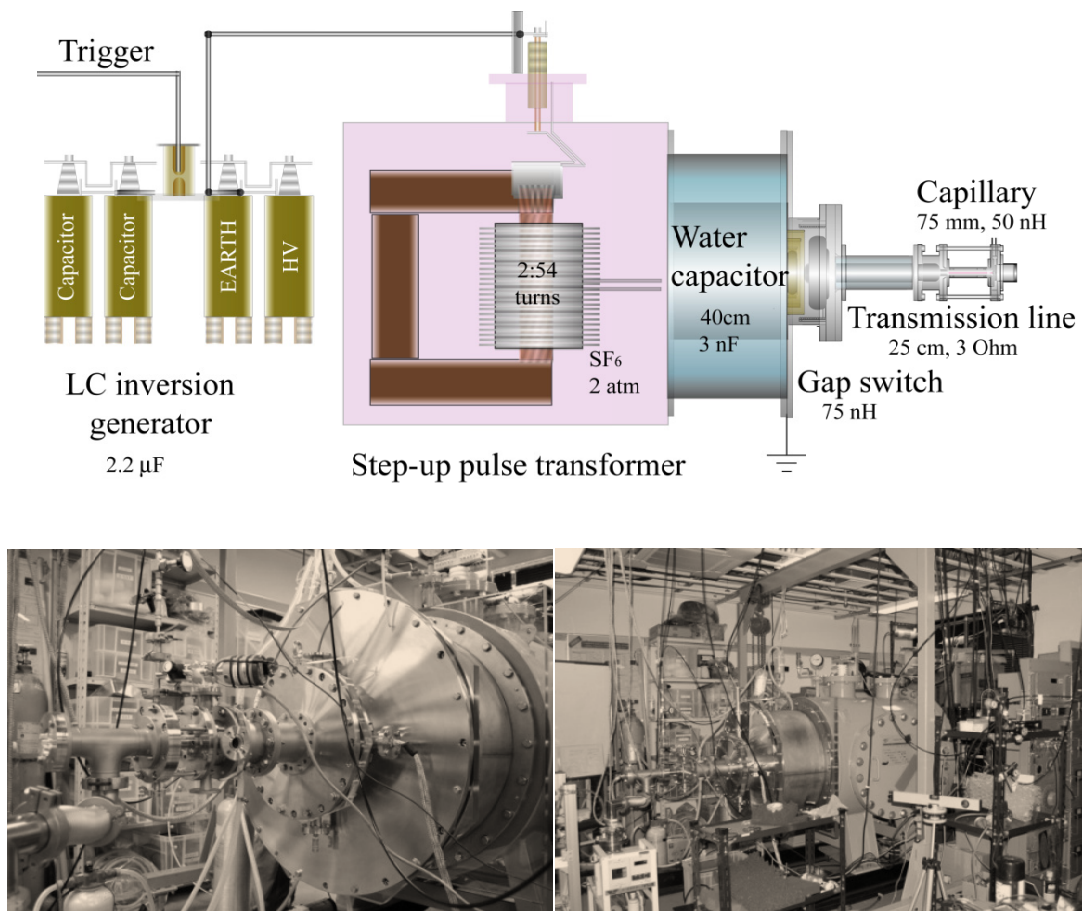 Trigger
Capacitor
Capacitor
EARTH
HV
LC inversion
generator
2.2 μF
2:54
turns
SF₆
2 atm
Step-up pulse transformer
Water
capacitor
40cm
3 nF
Capillary
75 mm, 50 nH
Transmission line
25 cm, 3 Ohm
Gap switch
75 nH